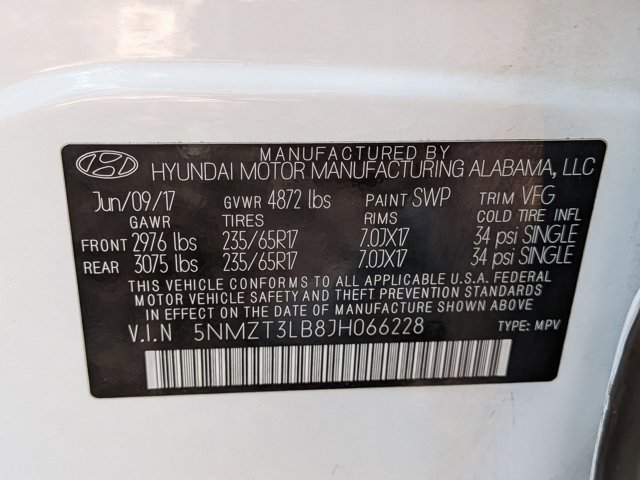 MANUFACTURED BY
HYUNDAI MOTOR MANUFACTURING ALABAMA, LLC
Jun/09/17 GVWR 4872 lbs PAINT SWP TRIM VFG
GAWR TIRES RIMS COLD TIRE INFL
FRONT 2976 lbs 235/65R17 7.0JX17 34 psi SINGLE
REAR 3075 lbs 235/65R17 7.0JX17 34 psi SINGLE
THIS VEHICLE CONFORMS TO ALL APPLICABLE U.S.A. FEDERAL
MOTOR VEHICLE SAFETY AND THEFT PREVENTION STANDARDS
IN EFFECT ON THE DATE OF MANUFACTURE SHOWN ABOVE.
V.I.N 5NMZT3LB8JH066228 TYPE: MPV